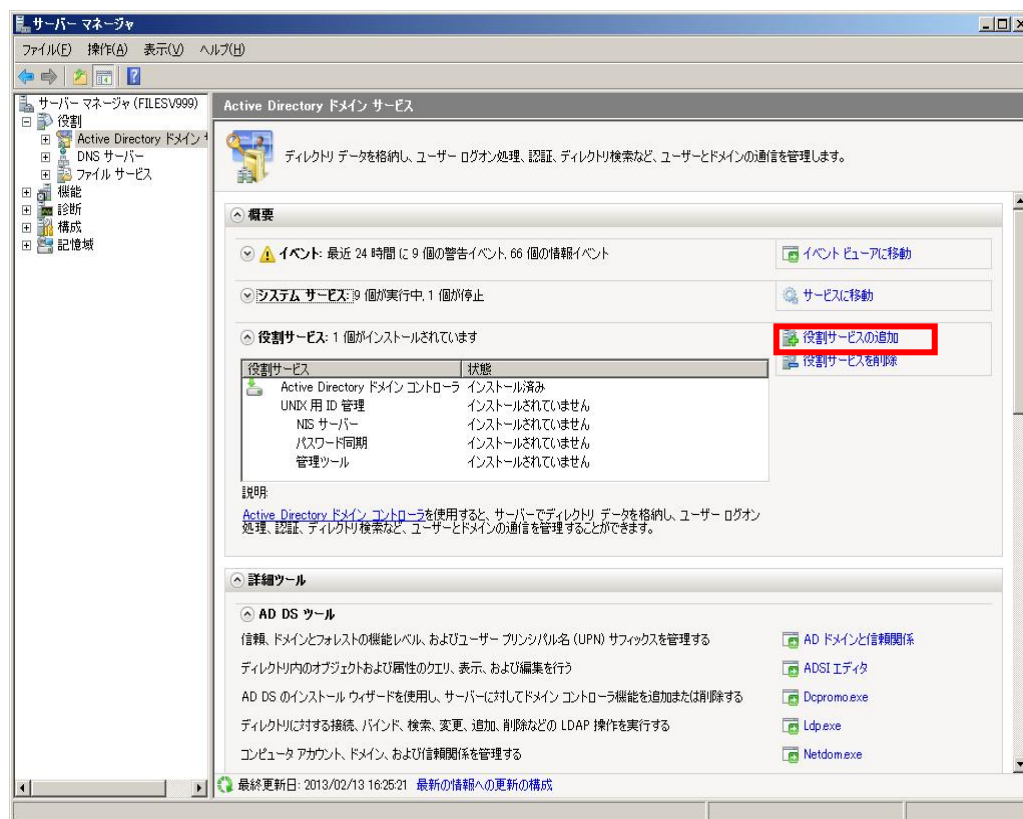 サーバー マネージャ
ファイル(F) 操作(A) 表示(V) ヘルプ(H)
サーバー マネージャ (FILESV999)
役割
Active Directory ドメイン
DNS サーバー
ファイル サービス
機能
診断
構成
記憶域
Active Directory ドメイン サービス
ディレクトリ データを格納し、ユーザー ログオン処理、認証、ディレクトリ検索など、ユーザーとドメインの通信を管理します。
概要
イベント: 最近 24 時間 に 9 個の警告イベント, 66 個の情報イベント
イベント ビューアに移動
システム サービス: 9 個が実行中, 1 個が停止
サービスに移動
役割サービス: 1 個がインストールされています
役割サービスの追加
役割サービスを削除
役割サービス 状態
Active Directory ドメイン コントローラ インストール済み
UNIX 用 ID 管理 インストールされていません
NIS サーバー インストールされていません
パスワード同期 インストールされていません
管理ツール インストールされていません
説明:
Active Directory ドメイン コントローラを使用すると、サーバーでディレクトリ データを格納し、ユーザー ログオン
処理、認証、ディレクトリ検索など、ユーザーとドメインの通信を管理することができます。
詳細ツール
AD DS ツール
信頼、ドメインとフォレストの機能レベル、およびユーザー プリンシパル名 (UPN) サフィックスを管理する
AD ドメインと信頼関係
ディレクトリ内のオブジェクトおよび属性のクエリ、表示、および編集を行う
ADSI エディタ
AD DS のインストール ウィザードを使用し、サーバーに対してドメイン コントローラ機能を追加または削除する
Dcpromo.exe
ディレクトリに対する接続、バインド、検索、変更、追加、削除などの LDAP 操作を実行する
Ldp.exe
コンピュータ アカウント、ドメイン、および信頼関係を管理する
Netdom.exe
最終更新日: 2013/02/13 16:25:21 最新の情報への更新の構成